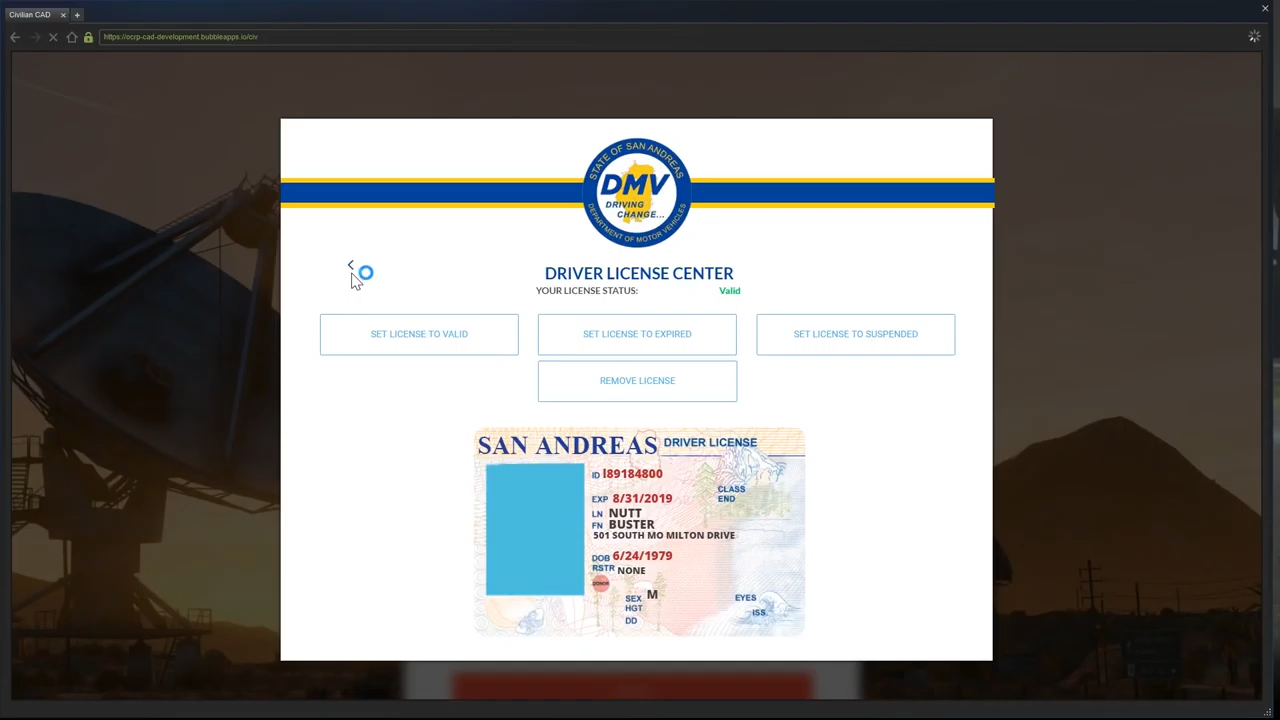 Civilian CAD
https://ocrp-cad-development.bubbleapps.io/civ
STATE OF SAN ANDREAS
DMV
DRIVING
CHANGE...
DEPARTMENT OF MOTOR VEHICLES
DRIVER LICENSE CENTER
YOUR LICENSE STATUS: Valid
SET LICENSE TO VALID SET LICENSE TO EXPIRED SET LICENSE TO SUSPENDED
REMOVE LICENSE
SAN ANDREAS DRIVER LICENSE
ID I89184800
CLASS
EXP 8/31/2019 END
LN NUTT
FN BUSTER
501 SOUTH MO MILTON DRIVE
DOB 6/24/1979
RSTR NONE
DONOR
SEX M EYES
HGT ISS
DD